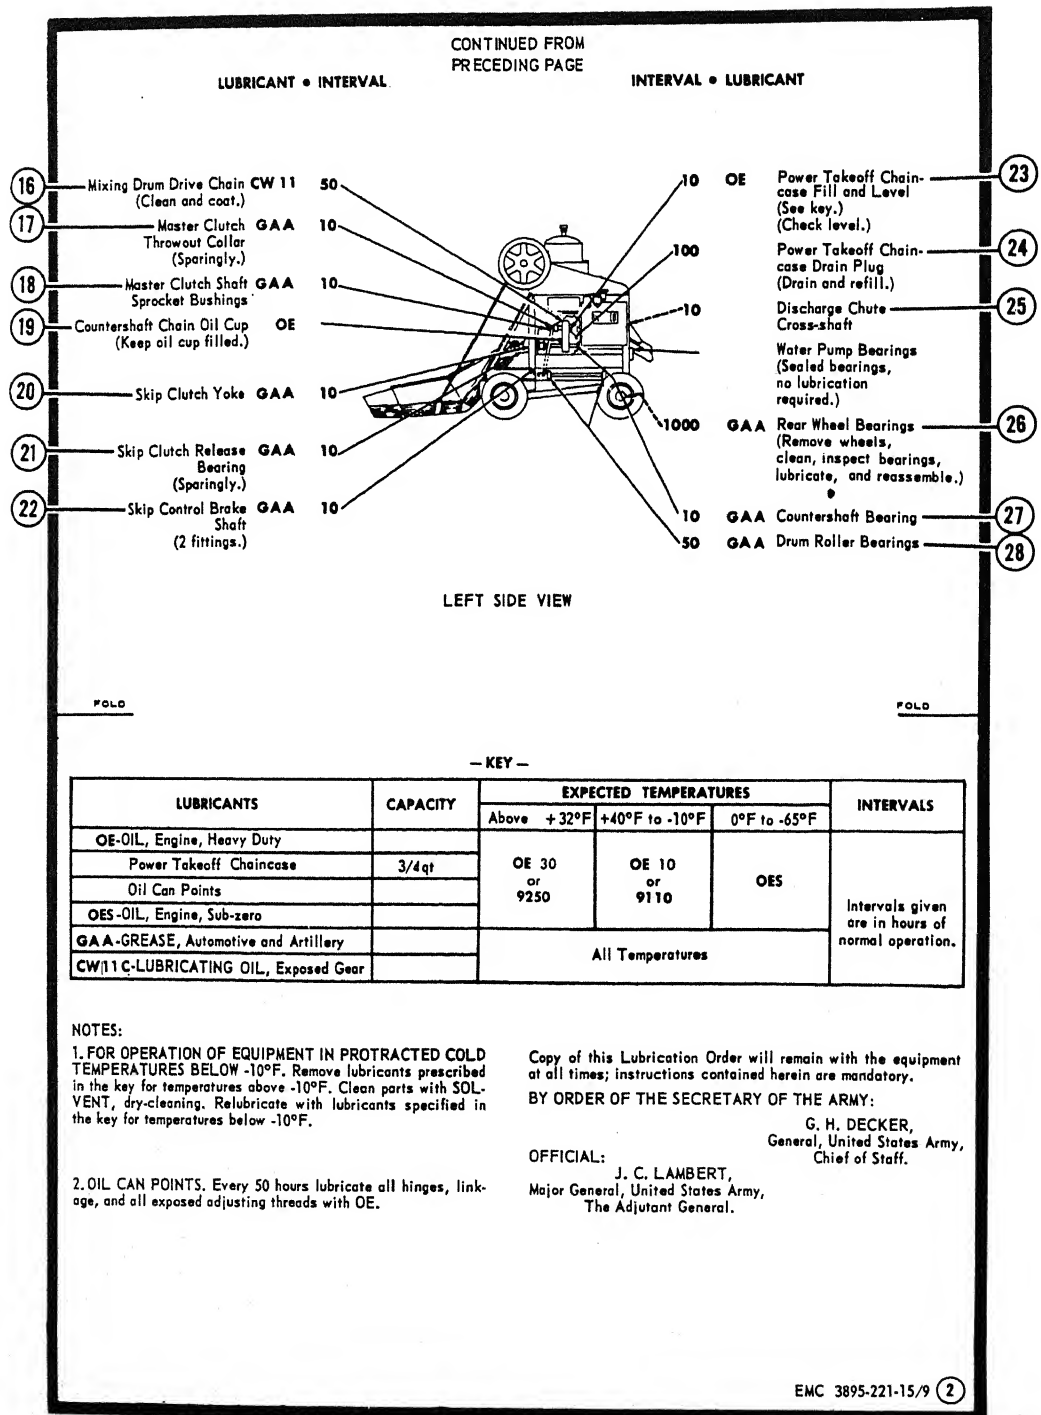 CONTINUED FROM
PRECEDING PAGE
LUBRICANT • INTERVAL
INTERVAL • LUBRICANT
16 Mixing Drum Drive Chain CW 11 50
(Clean and coat.)
17 Master Clutch GAA 10
Throwout Collar
(Sparingly.)
18 Master Clutch Shaft GAA 10
Sprocket Bushings
19 Countershaft Chain Oil Cup OE
(Keep oil cup filled.)
20 Skip Clutch Yoke GAA 10
21 Skip Clutch Release GAA 10
Bearing
(Sparingly.)
22 Skip Control Brake GAA 10
Shaft
(2 fittings.)
10 OE Power Takeoff Chain- 23
case Fill and Level
(See key.)
(Check level.)
100 Power Takeoff Chain- 24
case Drain Plug
(Drain and refill.)
10 Discharge Chute 25
Cross-shaft
Water Pump Bearings
(Sealed bearings,
no lubrication
required.)
1000 GAA Rear Wheel Bearings 26
(Remove wheels,
clean, inspect bearings,
lubricate, and reassemble.)
10 GAA Countershaft Bearing 27
50 GAA Drum Roller Bearings 28
LEFT SIDE VIEW
FOLD FOLD
— KEY —
LUBRICANTS CAPACITY EXPECTED TEMPERATURES INTERVALS
Above +32°F +40°F to -10°F 0°F to -65°F
OE-OIL, Engine, Heavy Duty
Power Takeoff Chaincase 3/4qt
Oil Can Points
OES-OIL, Engine, Sub-zero
OE 30
or
9250
OE 10
or
9110
OES
GAA-GREASE, Automotive and Artillery
CW11C-LUBRICATING OIL, Exposed Gear
All Temperatures
Intervals given
are in hours of
normal operation.
NOTES:
1. FOR OPERATION OF EQUIPMENT IN PROTRACTED COLD
TEMPERATURES BELOW -10°F. Remove lubricants prescribed
in the key for temperatures above -10°F. Clean parts with SOL-
VENT, dry-cleaning. Relubricate with lubricants specified in
the key for temperatures below -10°F.
2. OIL CAN POINTS. Every 50 hours lubricate all hinges, link-
age, and all exposed adjusting threads with OE.
Copy of this Lubrication Order will remain with the equipment
at all times; instructions contained herein are mandatory.
BY ORDER OF THE SECRETARY OF THE ARMY:
G. H. DECKER,
General, United States Army,
Chief of Staff.
OFFICIAL:
J. C. LAMBERT,
Major General, United States Army,
The Adjutant General.
EMC 3895-221-15/9 2